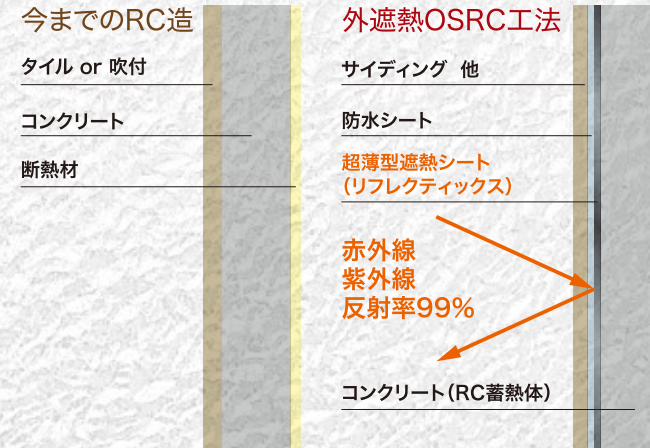 今までのRC造
タイル or 吹付
コンクリート
断熱材
外遮熱OSRC工法
サイディング 他
防水シート
超薄型遮熱シート
（リフレクティックス）
赤外線
紫外線
反射率99%
コンクリート（RC蓄熱体）